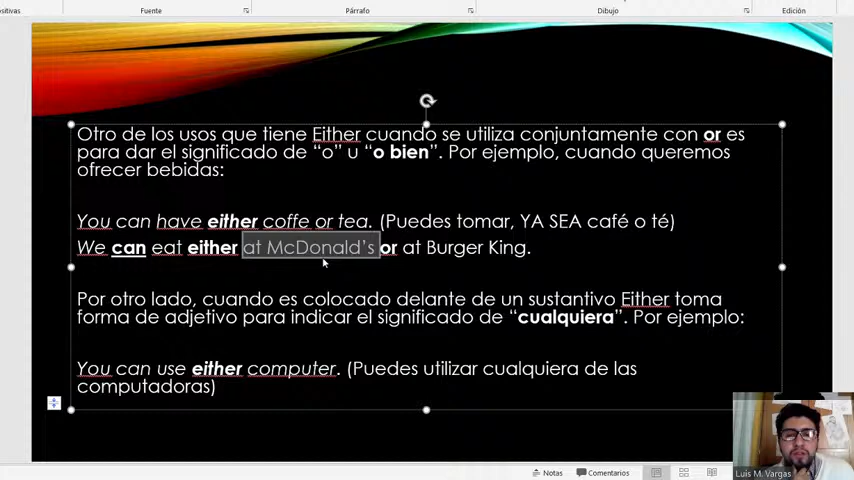 Fuente
Párrafo
Dibujo
Edición
Otro de los usos que tiene Either cuando se utiliza conjuntamente con or es
para dar el significado de “o” u “o bien”. Por ejemplo, cuando queremos
ofrecer bebidas:
You can have either coffe or tea. (Puedes tomar, YA SEA café o té)
We can eat either at McDonald’s or at Burger King.
Por otro lado, cuando es colocado delante de un sustantivo Either toma
forma de adjetivo para indicar el significado de “cualquiera”. Por ejemplo:
You can use either computer. (Puedes utilizar cualquiera de las
computadoras)
Luis M. Vargas
Notas
Comentarios